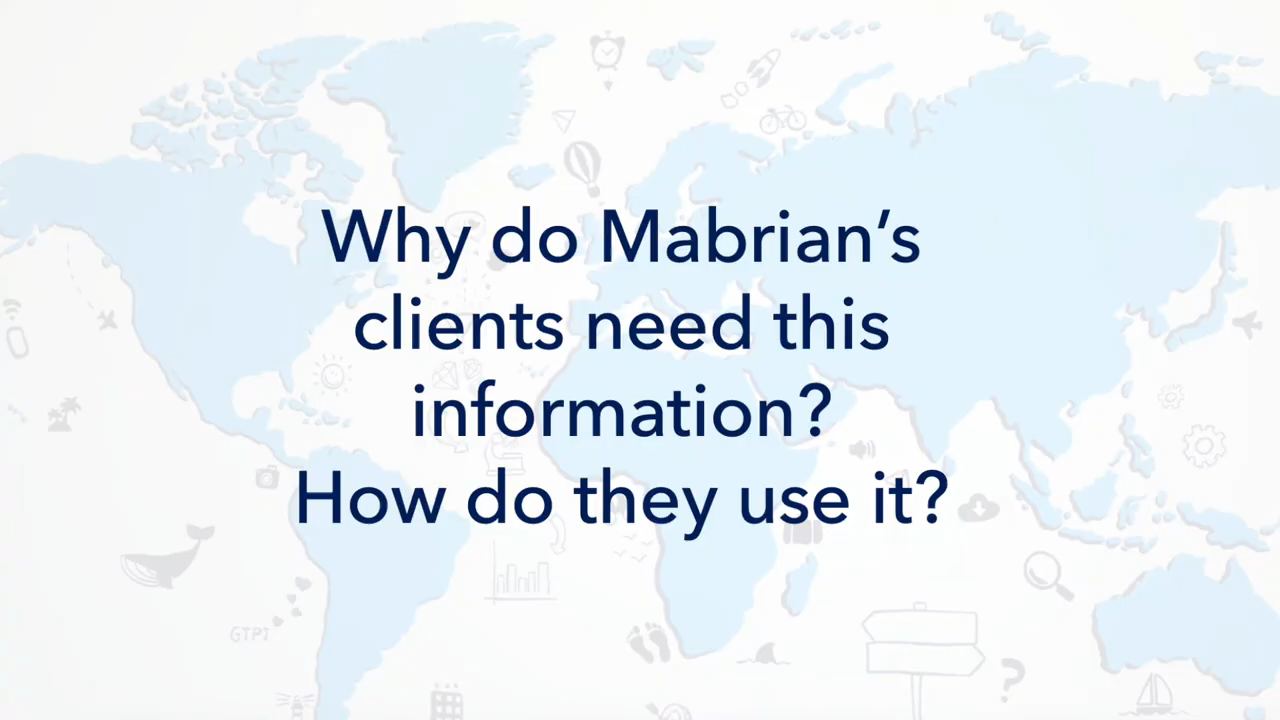 Why do Mabrian’s
clients need this
information?
How do they use it?
GTPI
?